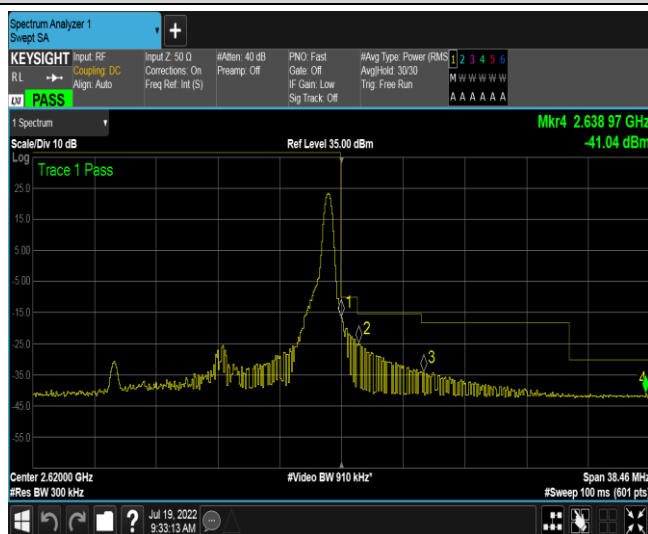 Spectrum Analyzer 1
Swept SA
+
KEYSIGHT
RL
LXI PASS
Input: RF
Coupling: DC
Align: Auto
Input Z: 50 Ω
Corrections: On
Freq Ref: Int (S)
#Atten: 40 dB
Preamp: Off
PNO: Fast
Gate: Off
IF Gain: Low
Sig Track: Off
#Avg Type: Power (RMS
Avg|Hold: 30/30
Trig: Free Run
1 2 3 4 5 6
M W W W W W
A A A A A A
1 Spectrum
Mkr4 2.638 97 GHz
Scale/Div 10 dB
Ref Level 35.00 dBm
-41.04 dBm
Log
Trace 1 Pass
25.0
15.0
5.00
-5.00
-15.0
-25.0
-35.0
-45.0
-55.0
1
2
3
4
Center 2.62000 GHz
#Video BW 910 kHz*
Span 38.46 MHz
#Res BW 300 kHz
#Sweep 100 ms (601 pts)
?
Jul 19, 2022
9:33:13 AM